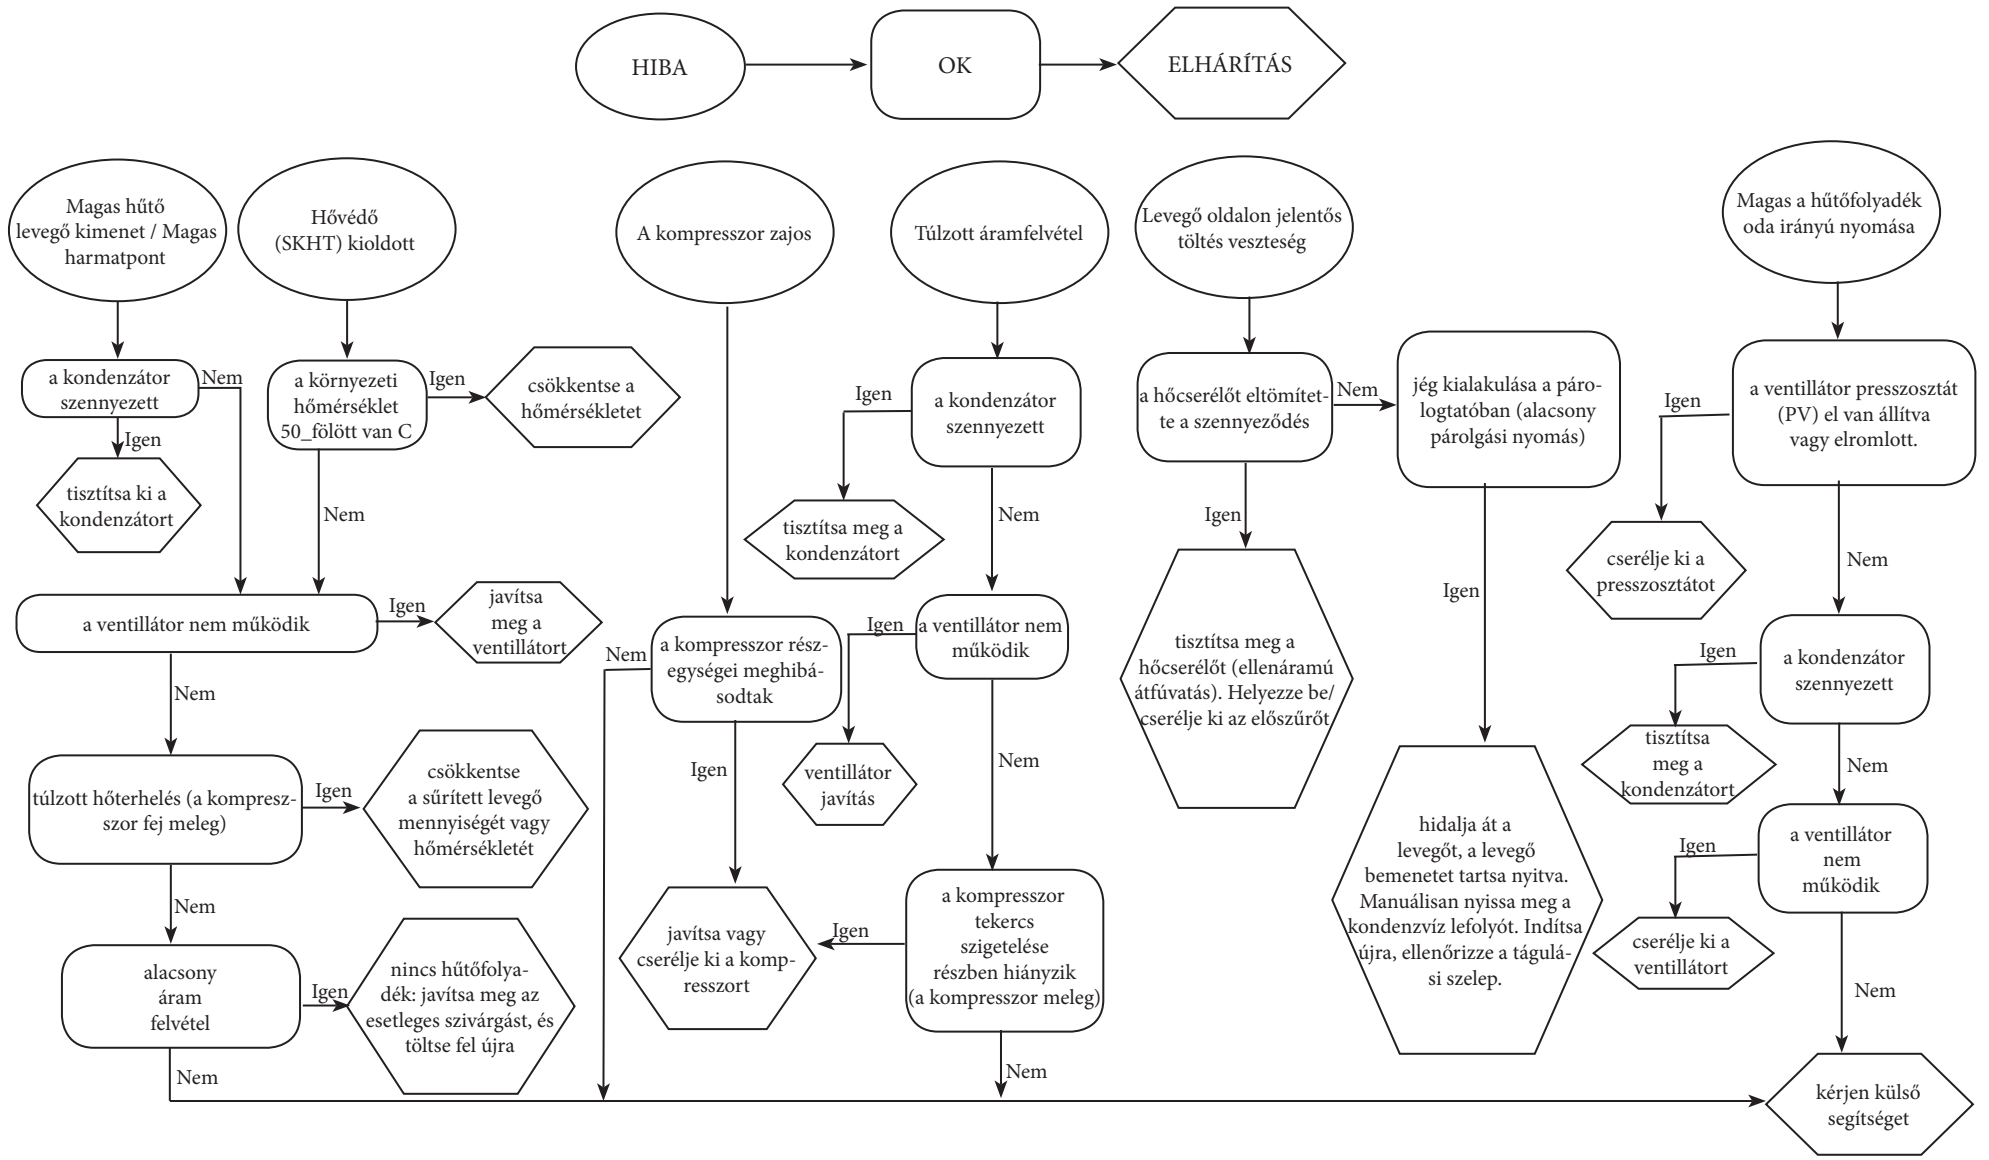 HIBA
OK
ELHÁRÍTÁS
Magas hűtő
levegő kimenet / Magas
harmatpont
Hővédő
(SKHT) kioldott
A kompresszor zajos
Túlzott áramfelvétel
Levegő oldalon jelentős
töltés veszteség
Magas a hűtőfolyadék
oda irányú nyomása
a kondenzátor
szennyezett
Nem
Igen
tisztítsa ki a
kondenzátort
a környezeti
hőmérséklet
50_fölött van C
Igen
csökkentse a
hőmérsékletet
Nem
a ventillátor nem működik
Igen
javítsa
meg a
ventillátort
Nem
túlzott hőterhelés (a kompresz-
szor fej meleg)
Igen
csökkentse
a sűrített levegő
mennyiségét vagy
hőmérsékletét
Nem
alacsony
áram
felvétel
Igen
nincs hűtőfolya-
dék: javítsa meg az
esetleges szivárgást, és
töltse fel újra
Nem
a kompresszor rész-
egységei meghibá-
sodtak
Nem
Igen
javítsa vagy
cserélje ki a komp-
resszort
a kondenzátor
szennyezett
Igen
tisztítsa meg a
kondenzátort
Nem
a ventillátor nem
működik
Igen
ventillátor
javítás
Nem
a kompresszor
tekercs
szigetelése
részben hiányzik
(a kompresszor meleg)
Igen
Nem
a hőcserélőt eltömített-
te a szennyeződés
Nem
Igen
tisztítsa meg a
hőcserélőt (ellenáramú
átfúvatás). Helyezze be/
cserélje ki az előszűrőt
jég kialakulása a páro-
logtatóban (alacsony
párolgási nyomás)
Igen
hidalja át a
levegőt, a levegő
bemenetet tartsa nyitva.
Manuálisan nyissa meg a
kondenzvíz lefolyót. Indítsa
újra, ellenőrizze a tágulá-
si szelep.
a ventillátor presszosztát
(PV) el van állítva
vagy elromlott.
Igen
cserélje ki a
presszosztátot
Nem
a kondenzátor
szennyezett
Igen
tisztítsa
meg a
kondenzátort
Nem
a ventillátor
nem
működik
Igen
cserélje ki a
ventillátort
Nem
kérjen külső
segítséget